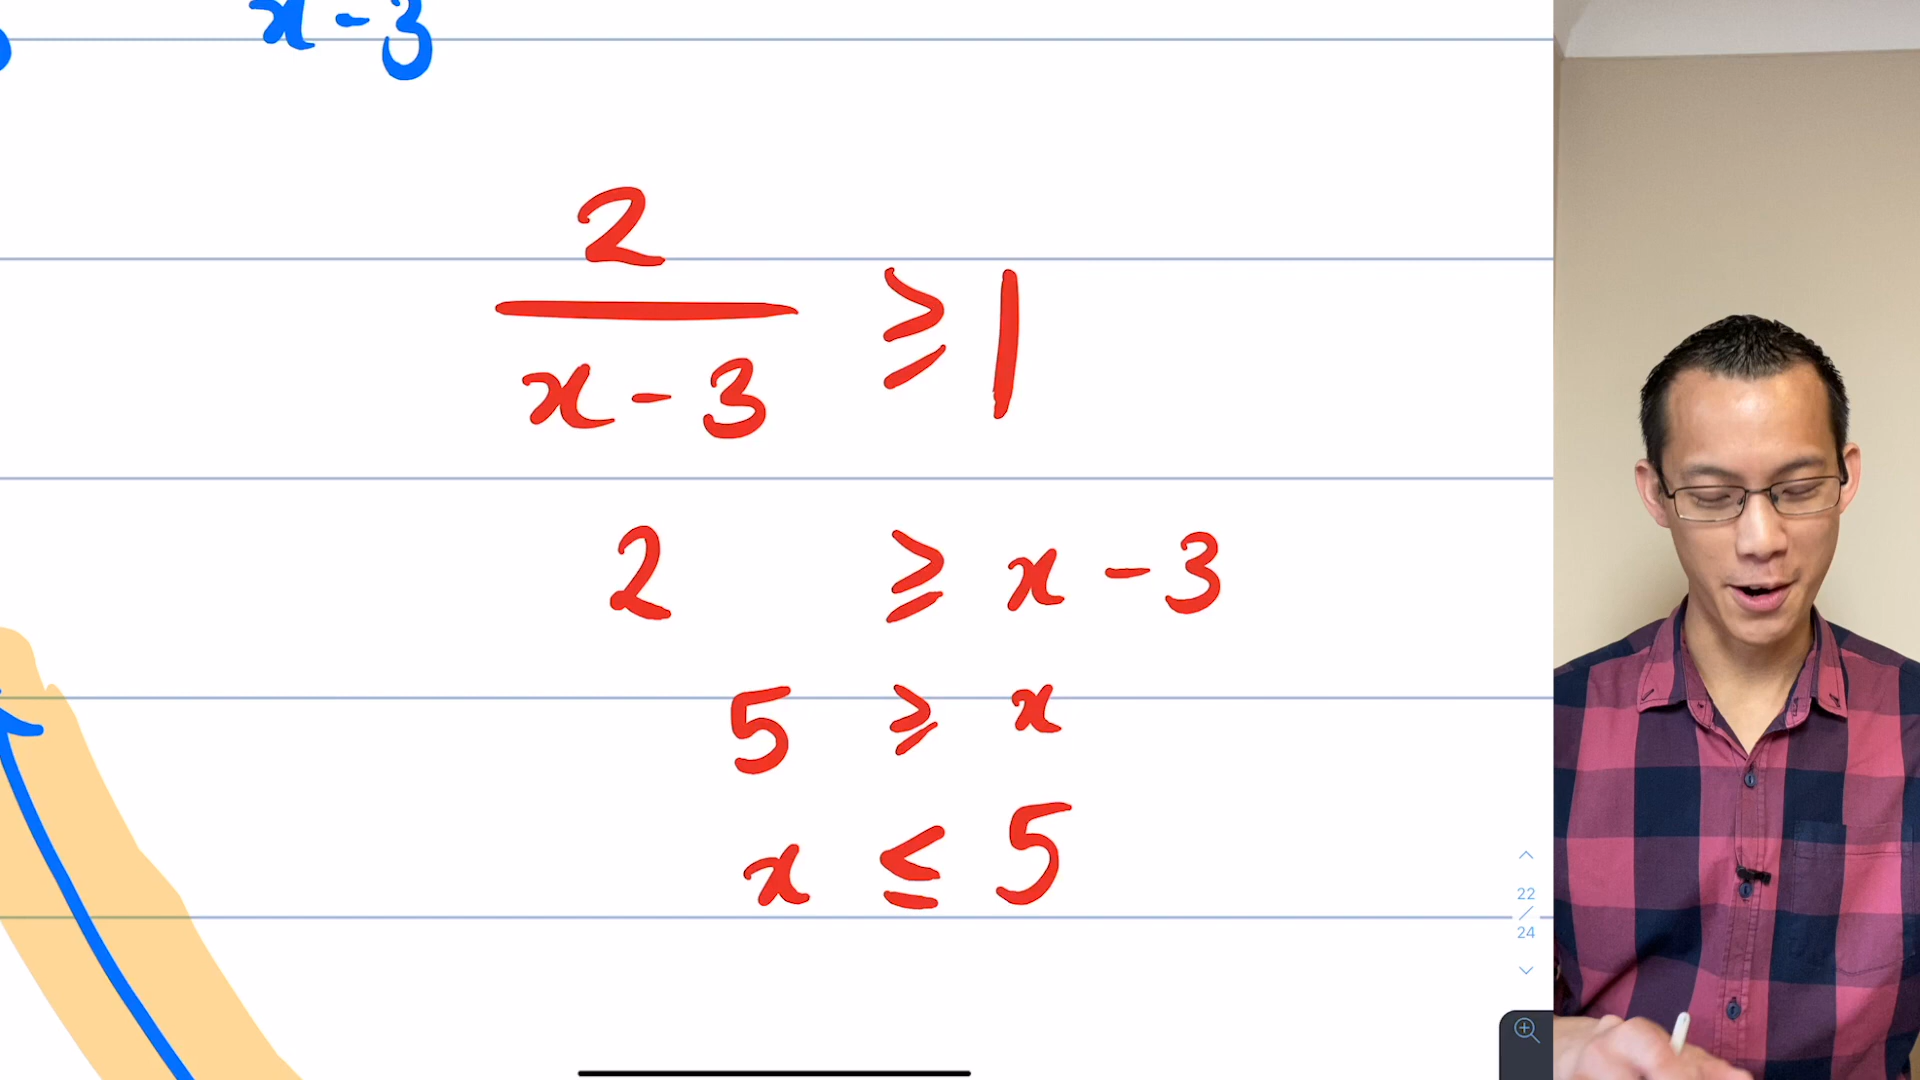 x - 3
2
x - 3
≥ 1
2 ≥ x - 3
5 ≥ x
x ≤ 5
22
/
24